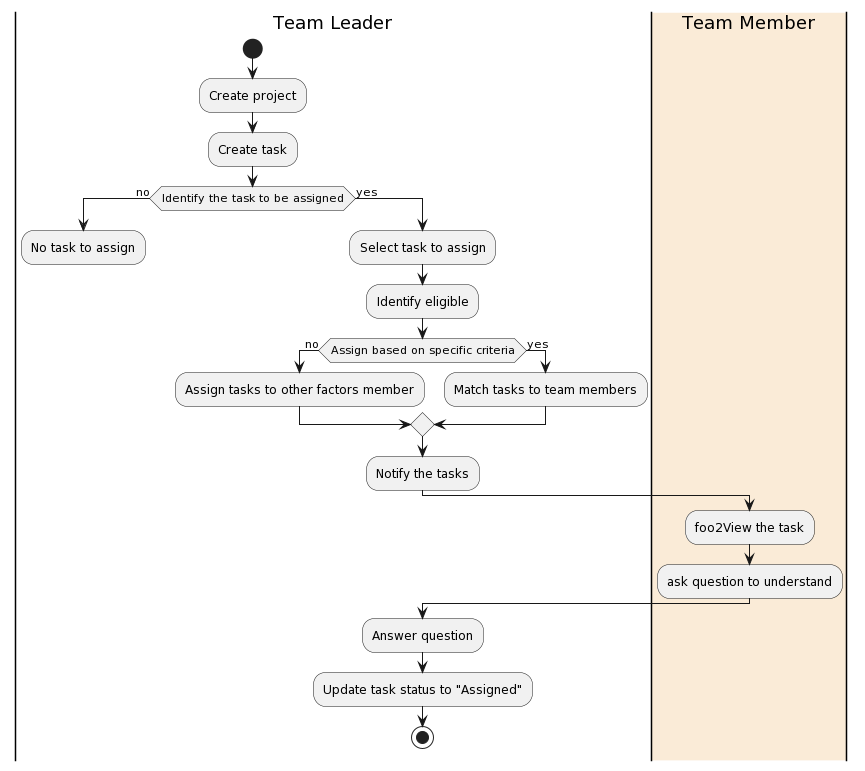 Team Leader
Team Member
Create project
Create task
no
Identify the task to be assigned
yes
No task to assign
Select task to assign
Identify eligible
no
Assign based on specific criteria
yes
Assign tasks to other factors member
Match tasks to team members
Notify the tasks
foo2View the task
ask question to understand
Answer question
Update task status to "Assigned"